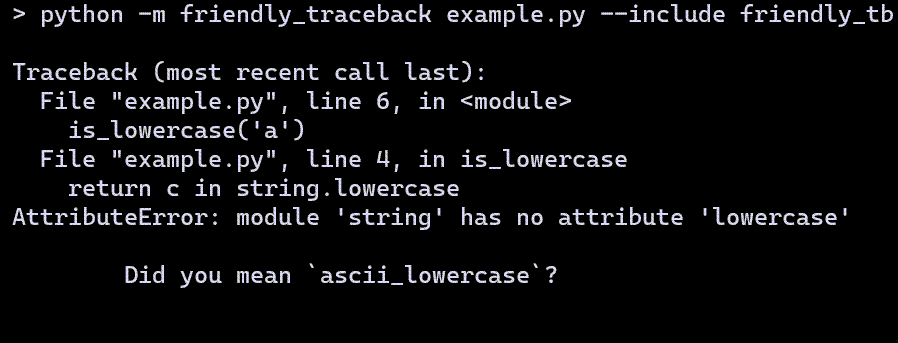 > python -m friendly_traceback example.py --include friendly_tb
Traceback (most recent call last):
  File "example.py", line 6, in <module>
    is_lowercase('a')
  File "example.py", line 4, in is_lowercase
    return c in string.lowercase
AttributeError: module 'string' has no attribute 'lowercase'
        Did you mean `ascii_lowercase`?